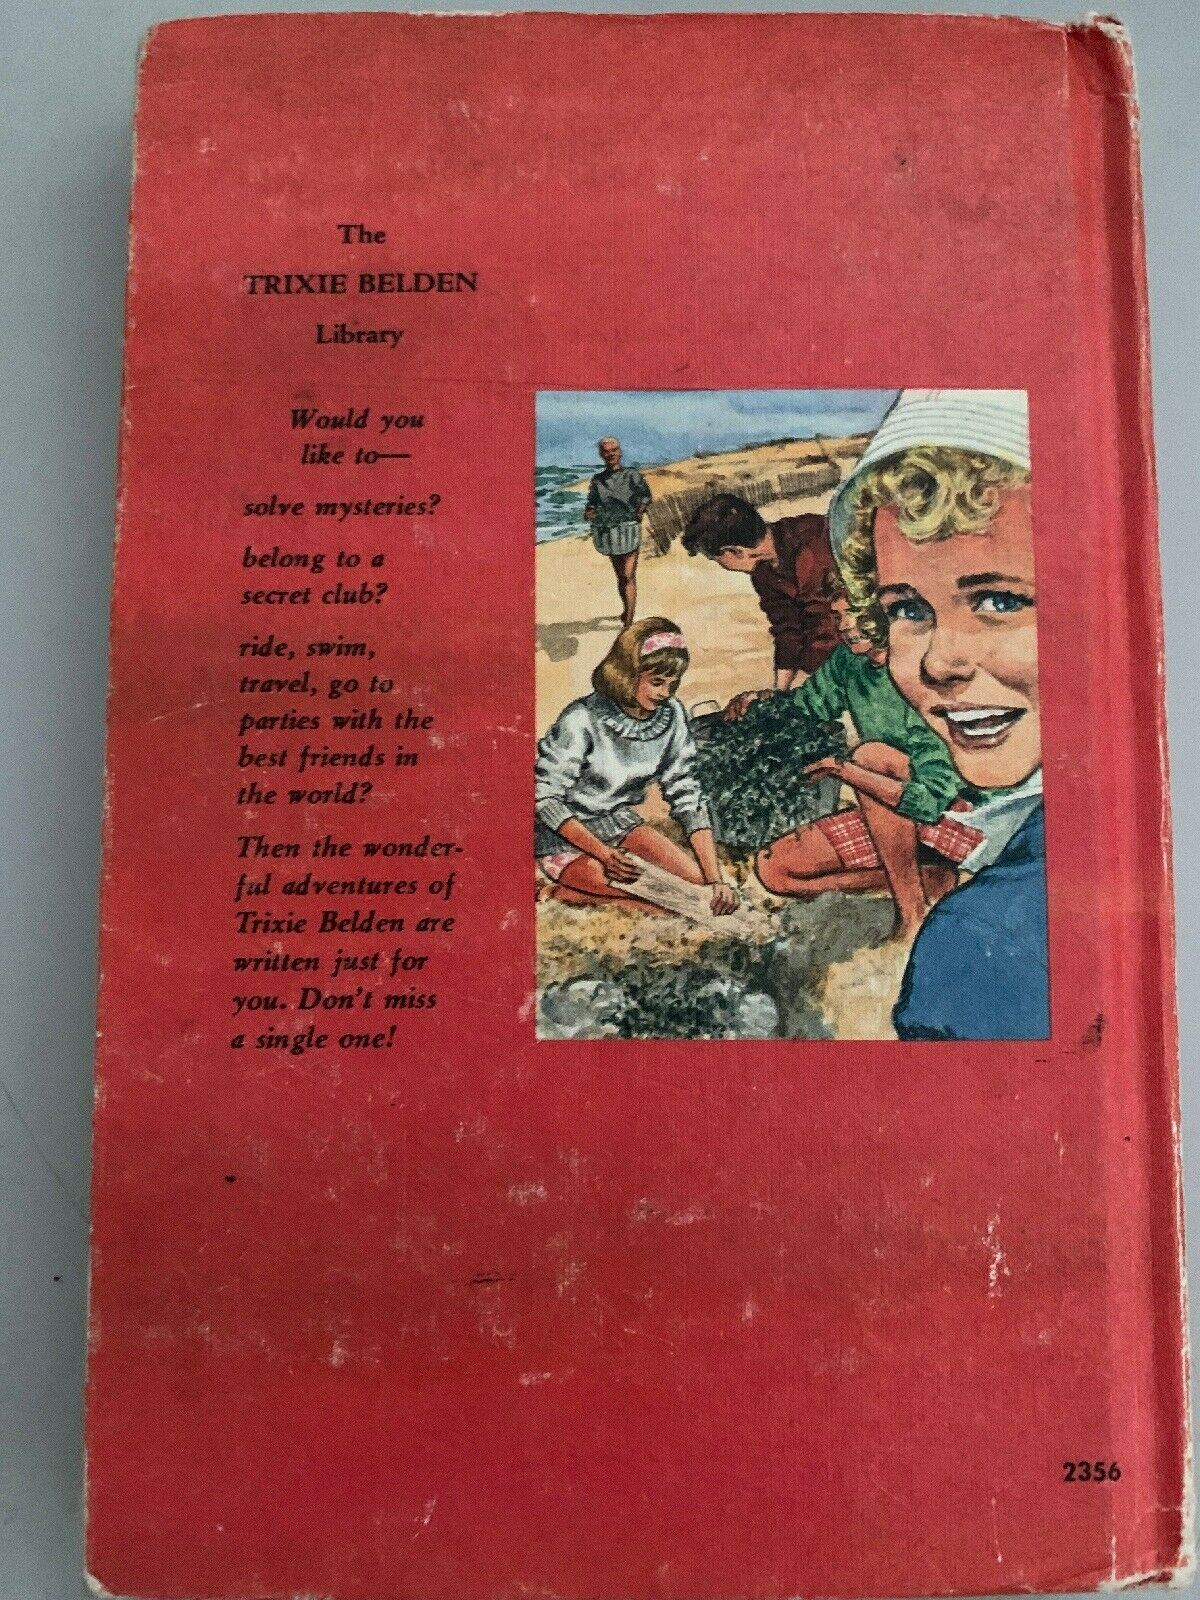 The
TRIXIE BELDEN
Library
Would you
like to—
solve mysteries?
belong to a
secret club?
ride, swim,
travel, go to
parties with the
best friends in
the world?
Then the wonder-
ful adventures of
Trixie Belden are
written just for
you. Don't miss
a single one!
2356